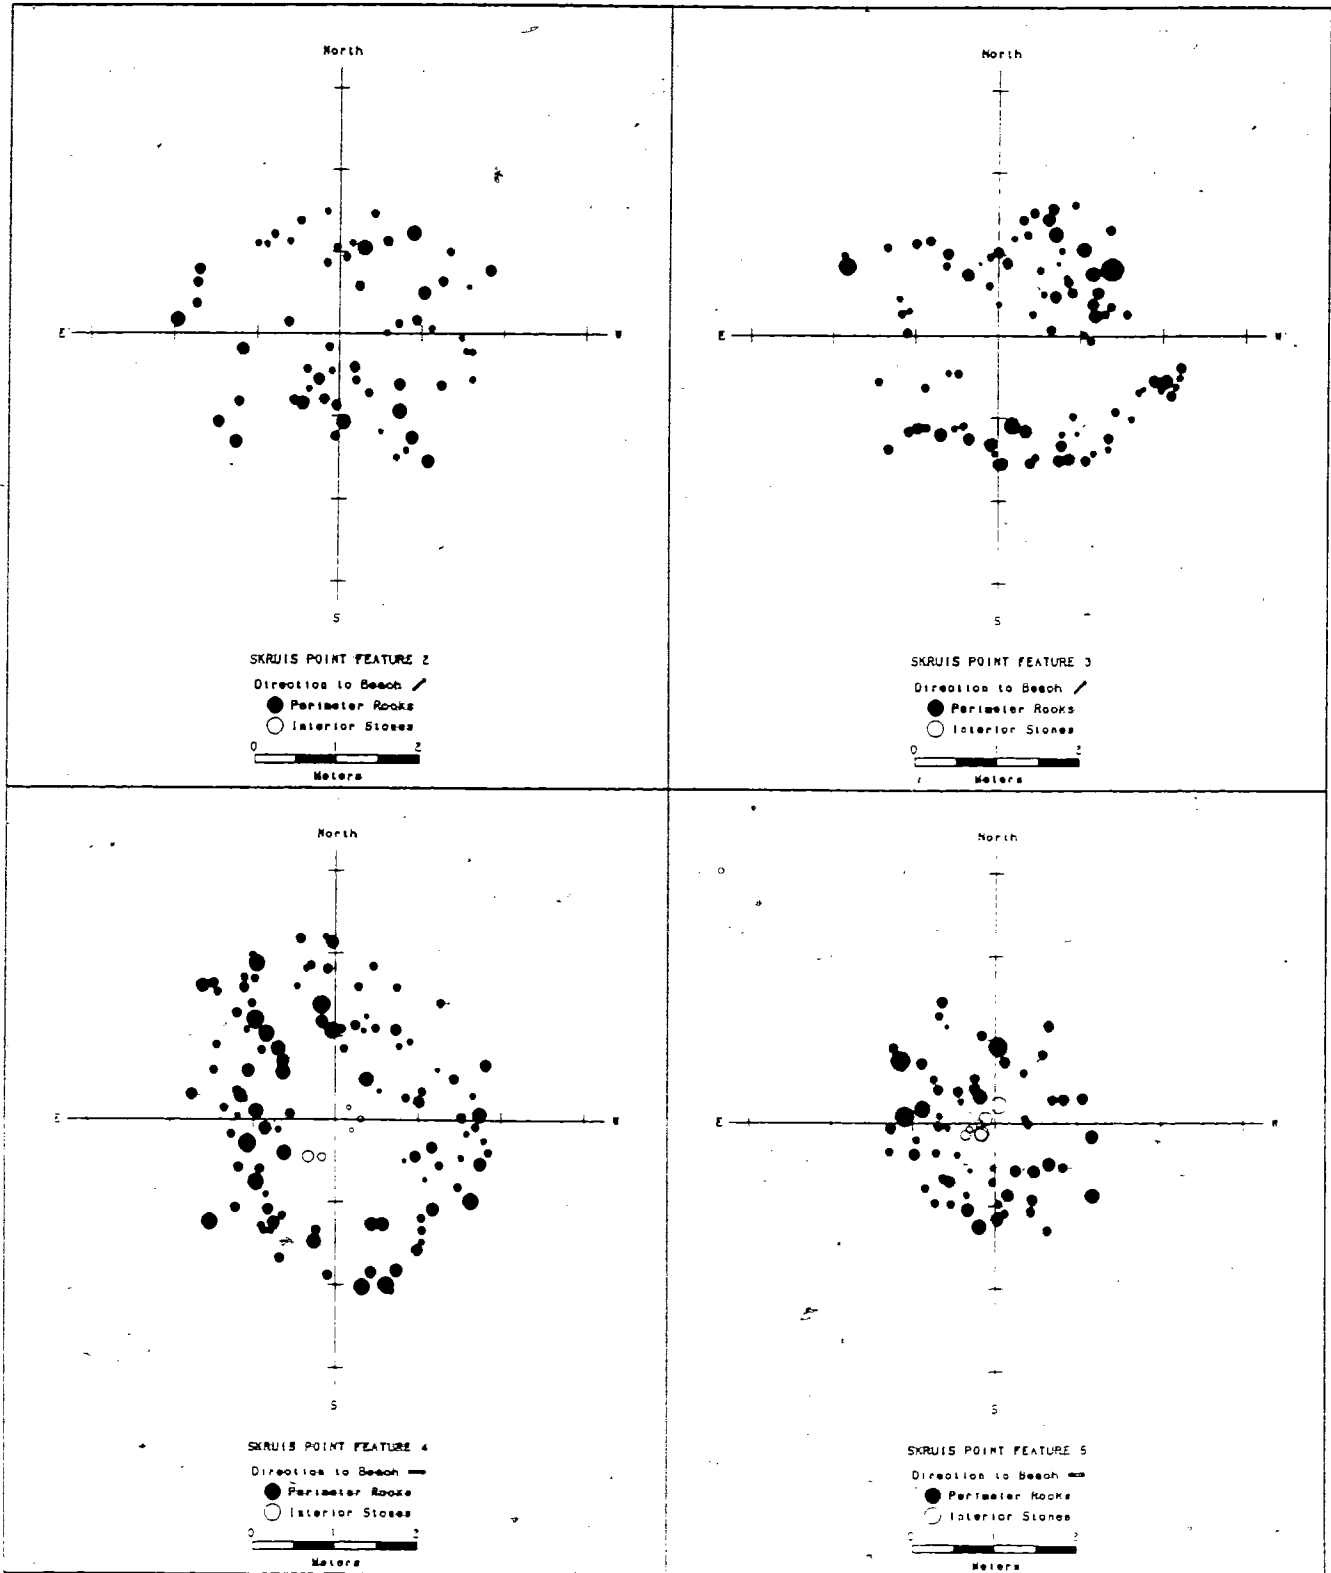 North
E
W
S
SKRUIS POINT FEATURE 2
Direction to Beach
Perimeter Rocks
Interior Stones
0 2
Meters
North
E
W
S
SKRUIS POINT FEATURE 3
Direction to Beach
Perimeter Rocks
Interior Stones
0 2
Meters
North
E
W
S
SKRUIS POINT FEATURE 4
Direction to Beach
Perimeter Rocks
Interior Stones
0 1 2
Meters
North
E
W
S
SKRUIS POINT FEATURE 5
Direction to Beach
Perimeter Rocks
Interior Stones
0 1 2
Meters